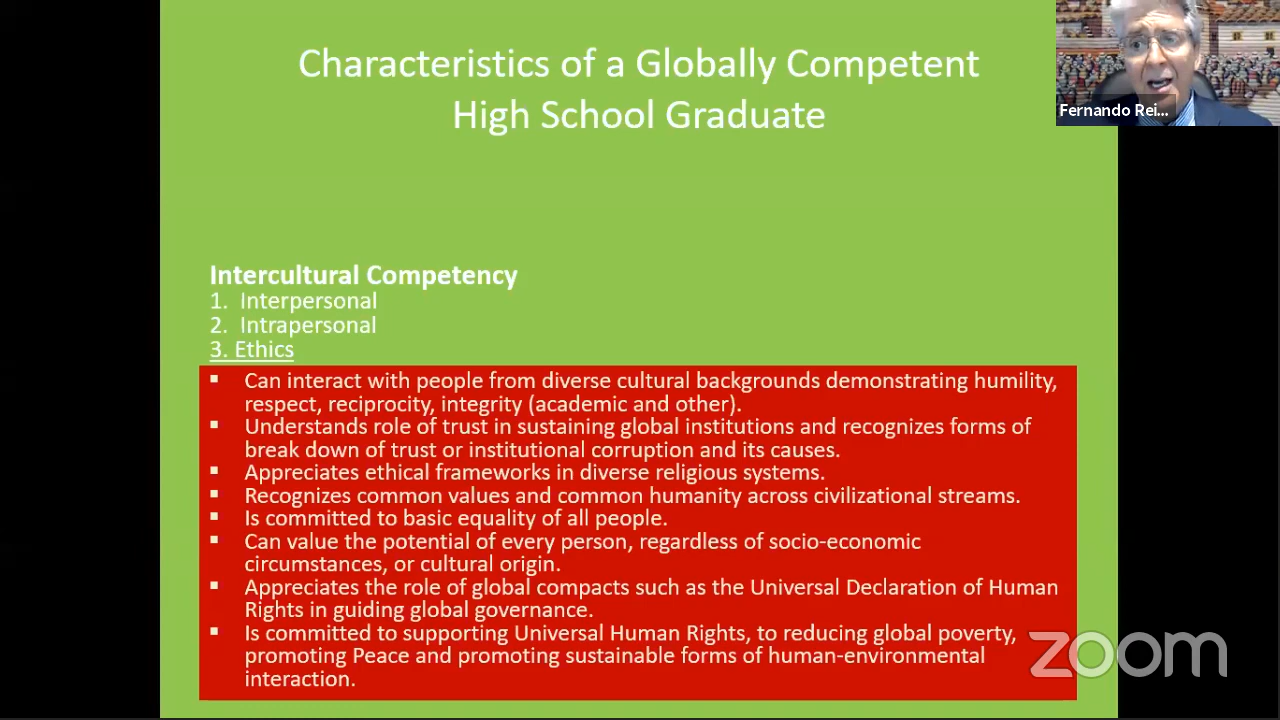 Characteristics of a Globally Competent
High School Graduate
Fernando Rei...
Intercultural Competency
1. Interpersonal
2. Intrapersonal
3. Ethics
▪ Can interact with people from diverse cultural backgrounds demonstrating humility,
respect, reciprocity, integrity (academic and other).
▪ Understands role of trust in sustaining global institutions and recognizes forms of
break down of trust or institutional corruption and its causes.
▪ Appreciates ethical frameworks in diverse religious systems.
▪ Recognizes common values and common humanity across civilizational streams.
▪ Is committed to basic equality of all people.
▪ Can value the potential of every person, regardless of socio-economic
circumstances, or cultural origin.
▪ Appreciates the role of global compacts such as the Universal Declaration of Human
Rights in guiding global governance.
▪ Is committed to supporting Universal Human Rights, to reducing global poverty,
promoting Peace and promoting sustainable forms of human-environmental
interaction.
zoom